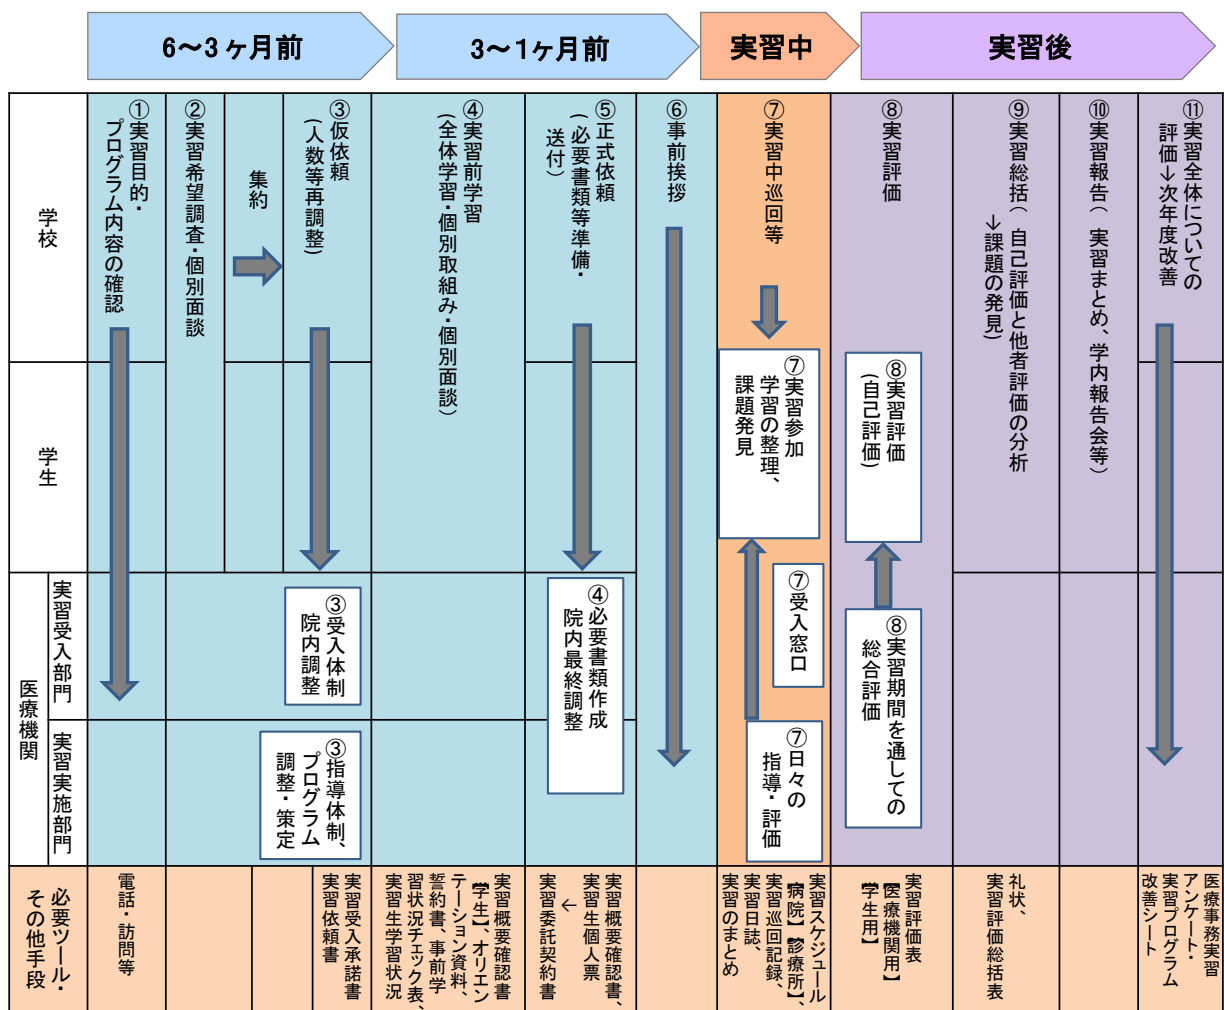 6～3ヶ月前
3～1ヶ月前
実習中
実習後
学校
①実習目的・
プログラム内容の確認
②実習希望調査・個別面談
集約
③仮依頼
(人数等再調整)
④実習前学習
(全体学習・個別取組み・個別面談)
⑤正式依頼
(必要書類等準備・
送付)
⑥事前挨拶
⑦実習中巡回等
⑧実習評価
⑨実習総括(自己評価と他者評価の分析
→課題の発見)
⑩実習報告(実習まとめ、学内報告会等)
⑪実習全体についての
評価→次年度改善
学生
⑦実習参加
学習の整理、
課題発見
⑧実習評価
(自己評価)
医療機関
実習受入部門
③受入体制
院内調整
④必要書類作成
院内最終調整
⑦受入窓口
⑧実習期間を通しての
総合評価
実習実施部門
③指導体制、
プログラム
調整・策定
⑦日々の
指導・評価
必要ツール・
その他手段
電話・訪問等
実習受入承諾書
実習依頼書
実習概要確認書
【学生】、オリエン
テーション資料、
誓約書、事前学
習状況チェック表、
実習生学習状況
実習概要確認書、
実習生個人票
↓
実習委託契約書
実習スケジュール
【病院】【診療所】、
実習巡回記録、
実習日誌、
実習のまとめ
実習評価表
【医療機関用】
【学生用】
礼状、
実習評価総括表
医療事務実習
アンケート・
実習プログラム
改善シート